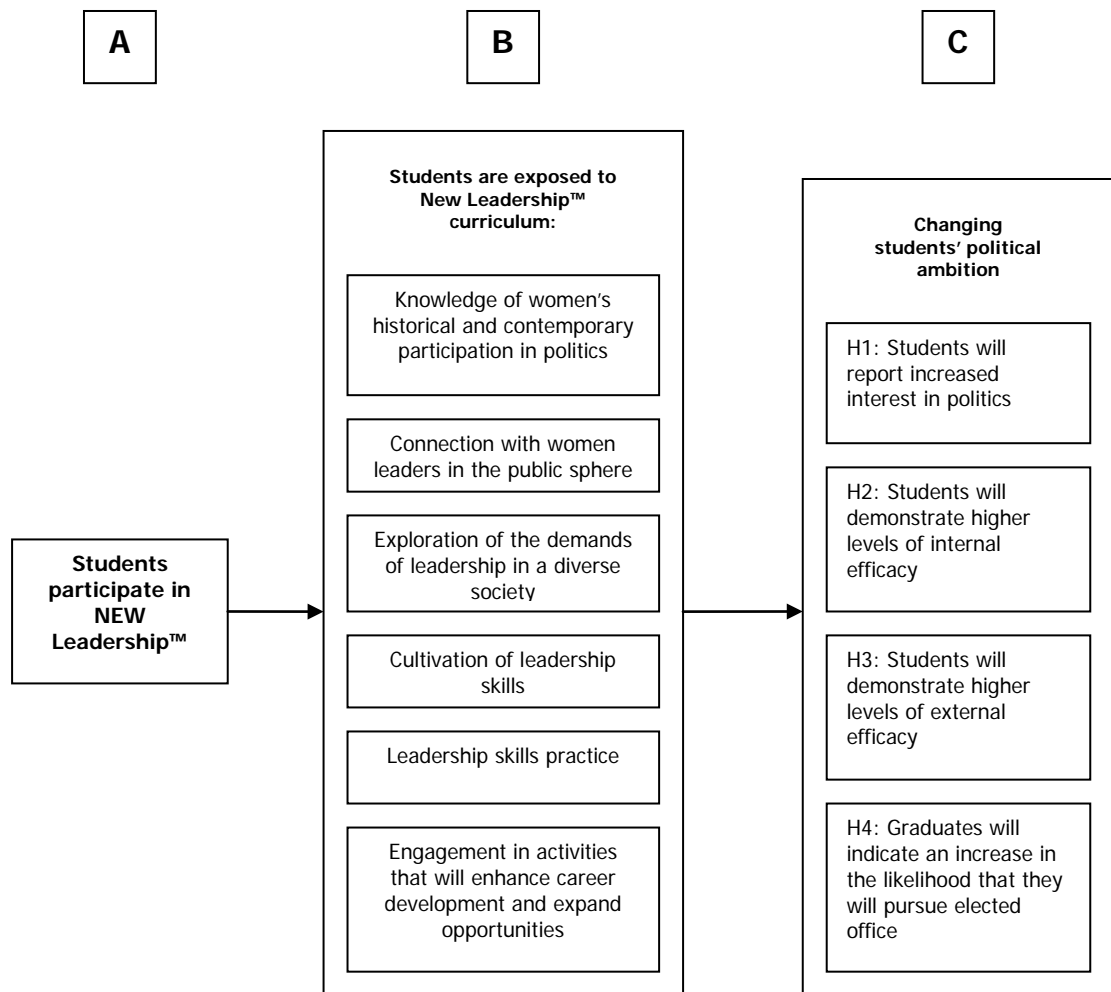 A
B
C
Students
participate in
NEW
Leadership™
Students are exposed to
New Leadership™
curriculum:
Knowledge of women's
historical and contemporary
participation in politics
Connection with women
leaders in the public sphere
Exploration of the demands
of leadership in a diverse
society
Cultivation of leadership
skills
Leadership skills practice
Engagement in activities
that will enhance career
development and expand
opportunities
Changing
students' political
ambition
H1: Students will
report increased
interest in politics
H2: Students will
demonstrate higher
levels of internal
efficacy
H3: Students will
demonstrate higher
levels of external
efficacy
H4: Graduates will
indicate an increase in
the likelihood that they
will pursue elected
office